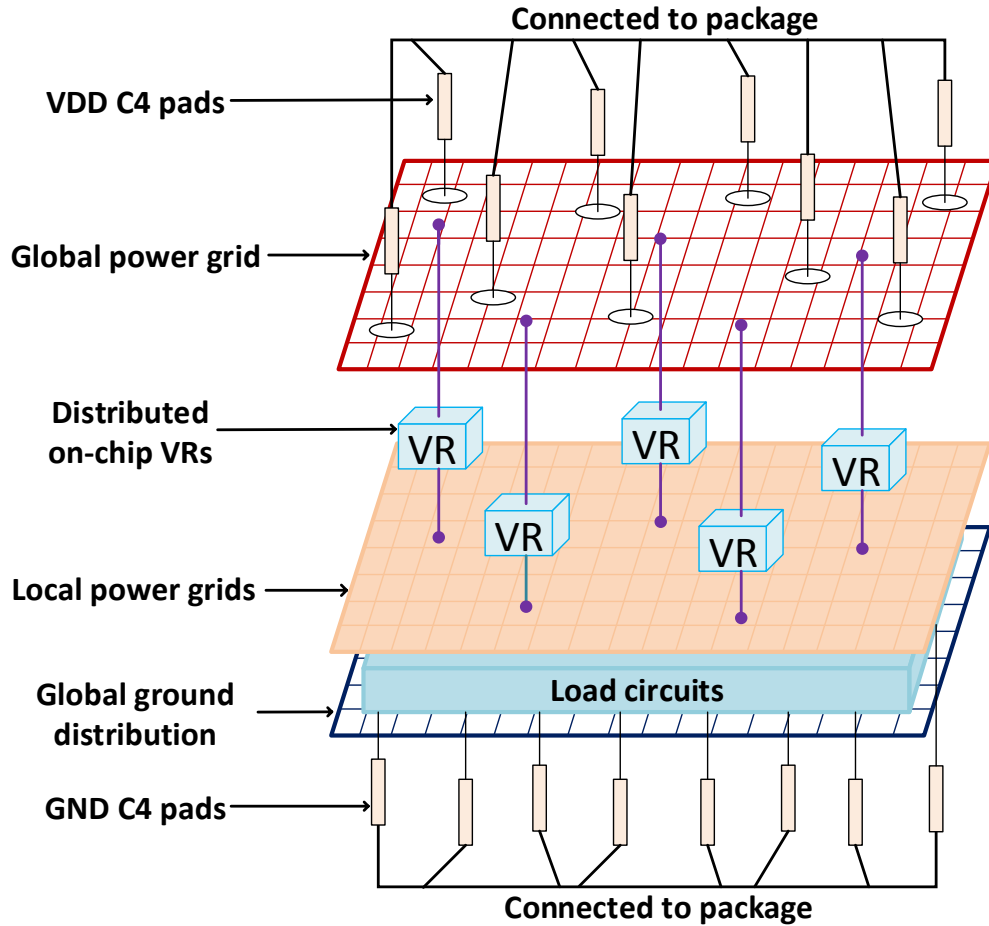 Connected to package
VDD C4 pads
Global power grid
Distributed
on-chip VRs
VR
VR
VR
VR
VR
Local power grids
Load circuits
Global ground
distribution
GND C4 pads
Connected to package